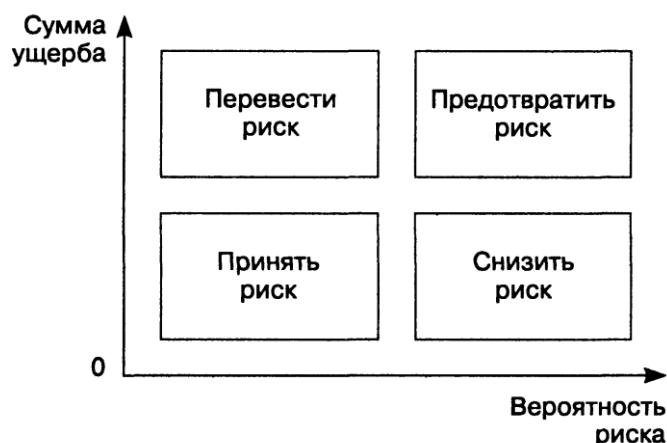 Сумма
ущерба
Перевести
риск
Предотвратить
риск
Принять
риск
Снизить
риск
0
Вероятность
риска